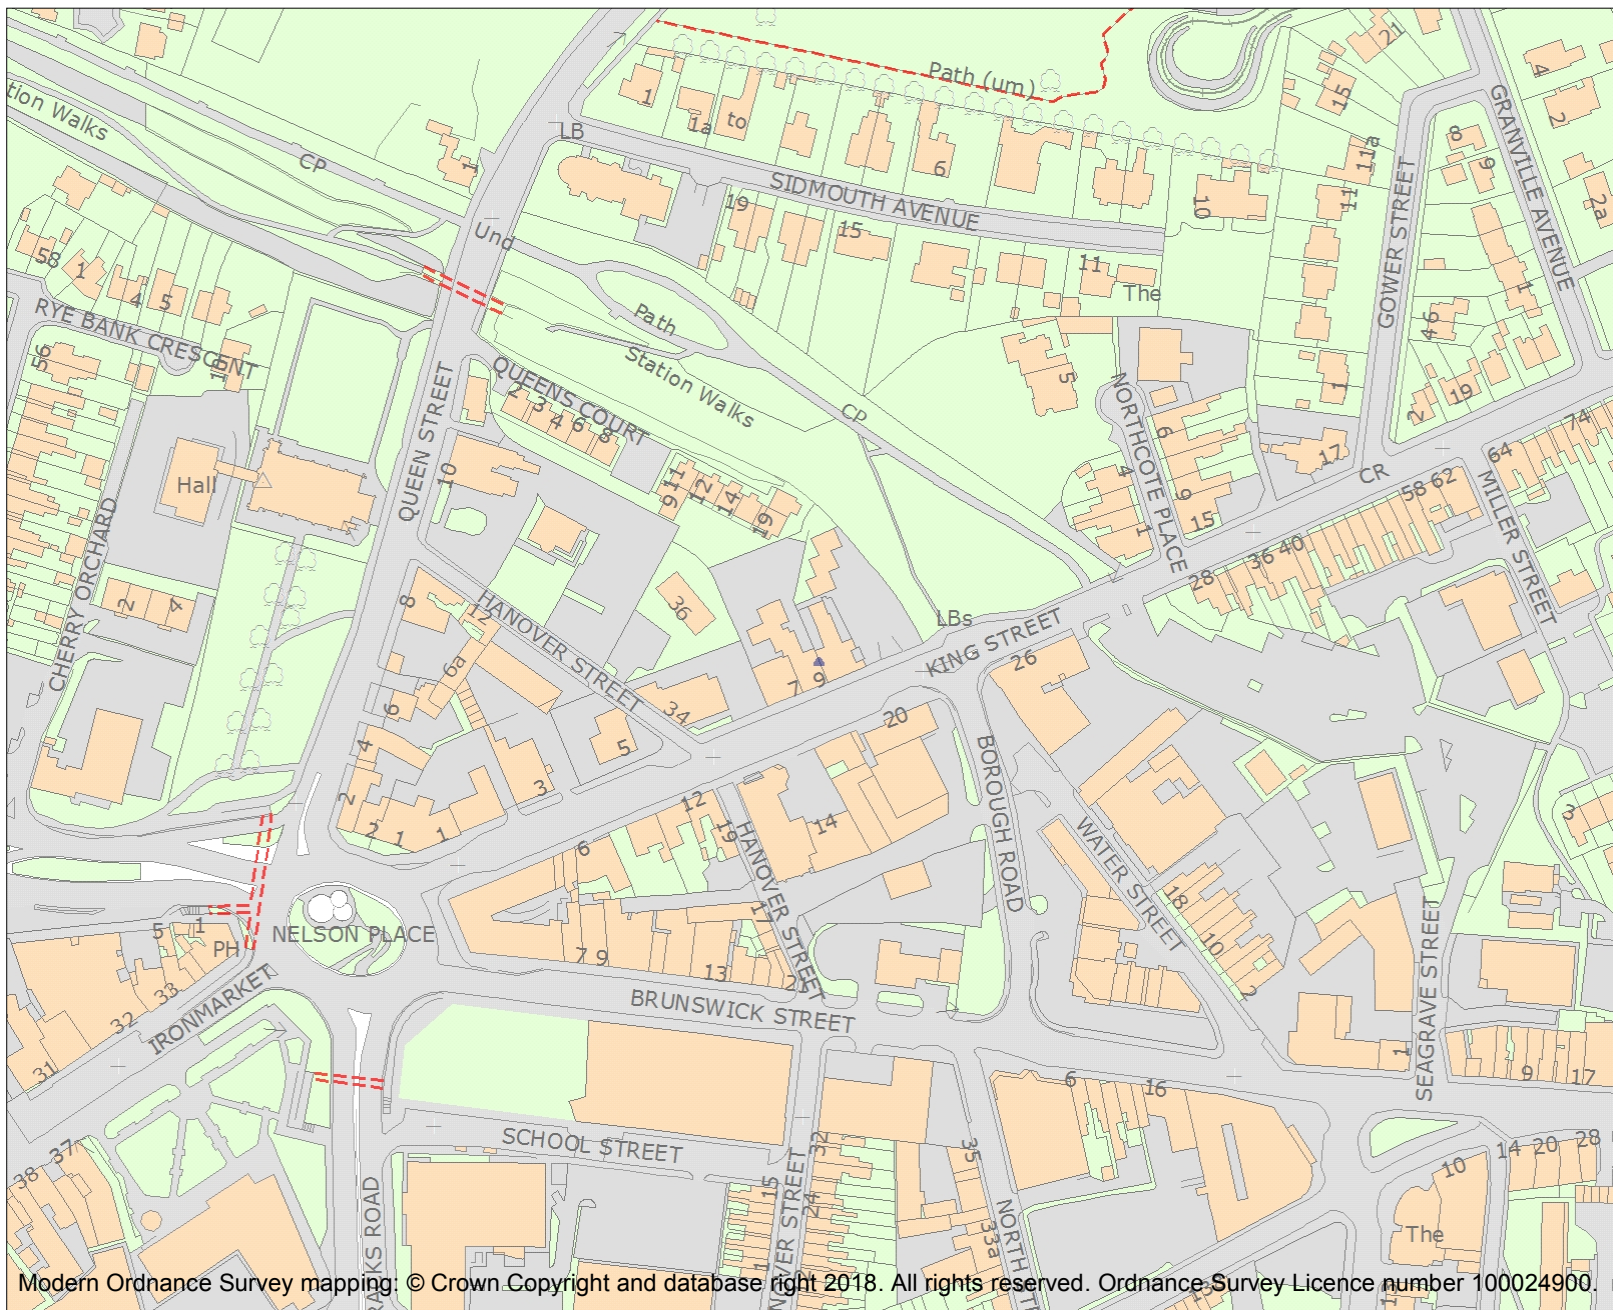 21
4
Path (um)
15
GRANVILLE AVENUE
2
1
1a
to
LB
tion Walks
CP
1
6
8
9
11a
11
2a
SIDMOUTH AVENUE
19
15
10
GOWER STREET
Und
58
1
4
5
11
The
1
RYE BANK CRESCENT
Path
46
56
16
Station Walks
QUEENS COURT
2
3
4
6
8
5
1
19
2
QUEEN STREET
CP
NORTHCOTE PLACE
6
17
74
64
10
Hall
11
9
12
14
19
4
9
15
1
CR
58
62
MILLER STREET
CHERRY ORCHARD
2
4
8
12
HANOVER STREET
36
36
40
28
LBs
KING STREET
6a
7
9
26
6
34
20
4
5
BOROUGH ROAD
2
3
12
14
2
1
1
19
HANOVER STREET
6
WATER STREET
3
18
NELSON PLACE
5
1
PH
17
10
SEAGRAVE STREET
7
9
13
25
2
33
32
IRONMARKET
BRUNSWICK STREET
31
1
6
16
9
17
SCHOOL STREET
32
35
37
38
14
20
28
10
15
24
The
33a
NORTH ST
Modern Ordnance Survey mapping: © Crown Copyright and database right 2018. All rights reserved. Ordnance Survey Licence number 100024900.